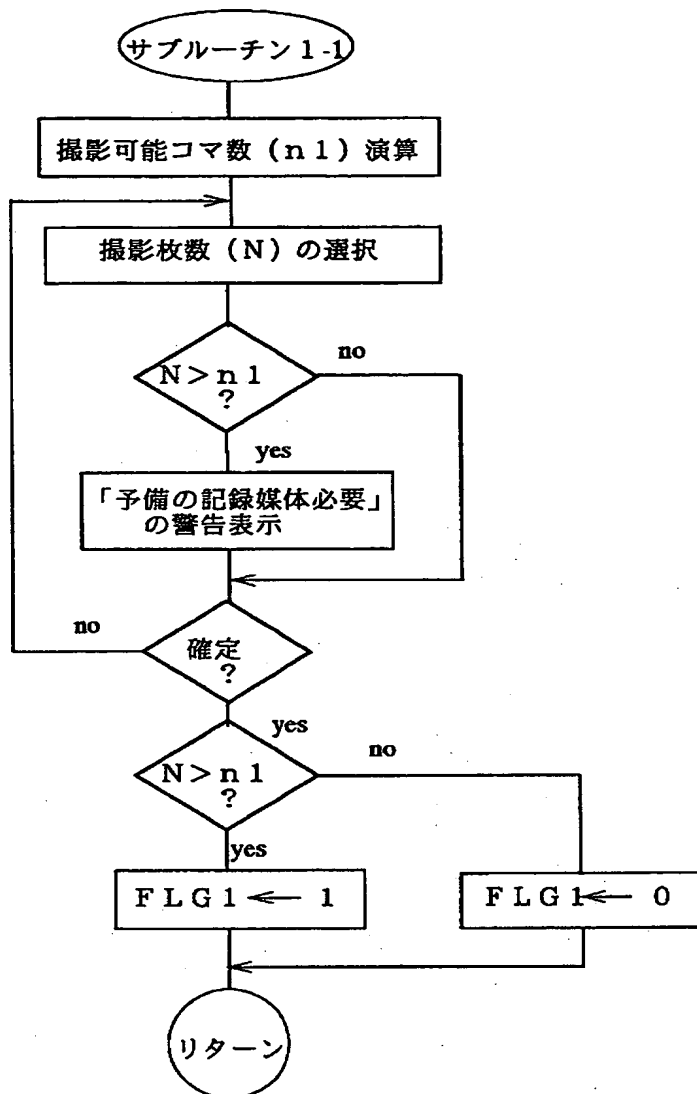 サブルーチン1-1
撮影可能コマ数(n1)演算
撮影枚数(N)の選択
N>n1
?
no
yes
「予備の記録媒体必要」
の警告表示
no
確定
?
yes
N>n1
?
no
yes
FLG1← 1
FLG1← 0
リターン